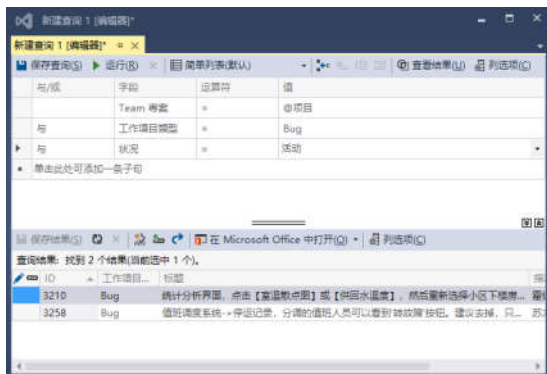 新建查询 1 [编辑器]*
新建查询 1 [编辑器]*
保存查询(S) 运行(R) 简单列表(默认) 查看结果(U) 列选项(C)
与/或 字段 运算符 值
Team 專案 = @项目
与 工作项目類型 = Bug
与 状况 = 活动
单击此处可添加一条子句
保存结果(S) 在 Microsoft Office 中打开(O) 列选项(C)
查询结果: 找到 2 个结果(当前选中 1 个)。
ID 工作项目... 标题
3210 Bug 统计分析界面，点击【室温散点图】或【供回水温度】，然后重新选择小区下楼房...
3258 Bug 值班调度系统->停运记录，分调的值班人员可以看到'转故障'按钮。建议去掉，只...